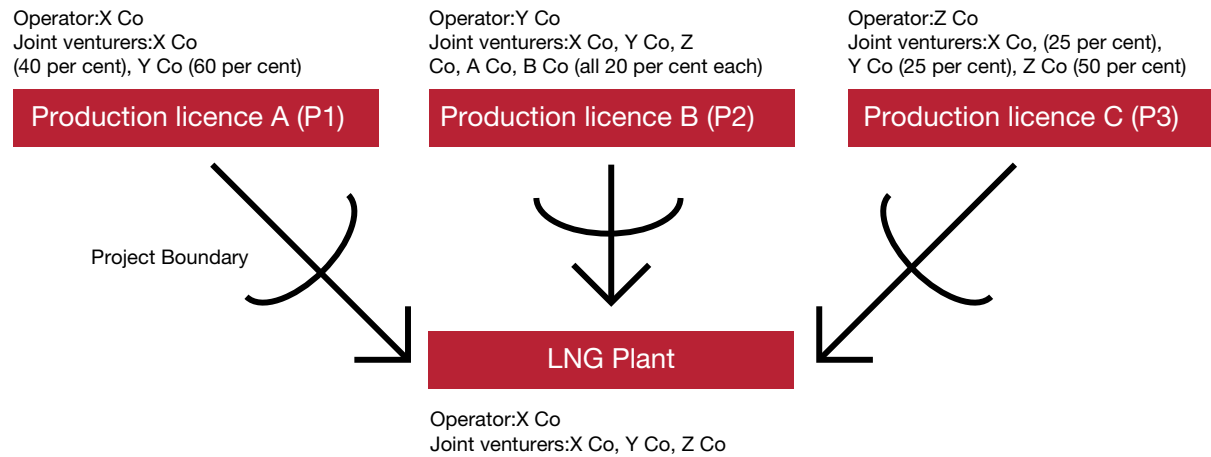 Operator:X Co
Joint venturers:X Co
(40 per cent), Y Co (60 per cent)
Production licence A (P1)
Operator:Y Co
Joint venturers:X Co, Y Co, Z
Co, A Co, B Co (all 20 per cent each)
Production licence B (P2)
Operator:Z Co
Joint venturers:X Co, (25 per cent),
Y Co (25 per cent), Z Co (50 per cent)
Production licence C (P3)
Project Boundary
LNG Plant
Operator:X Co
Joint venturers:X Co, Y Co, Z Co